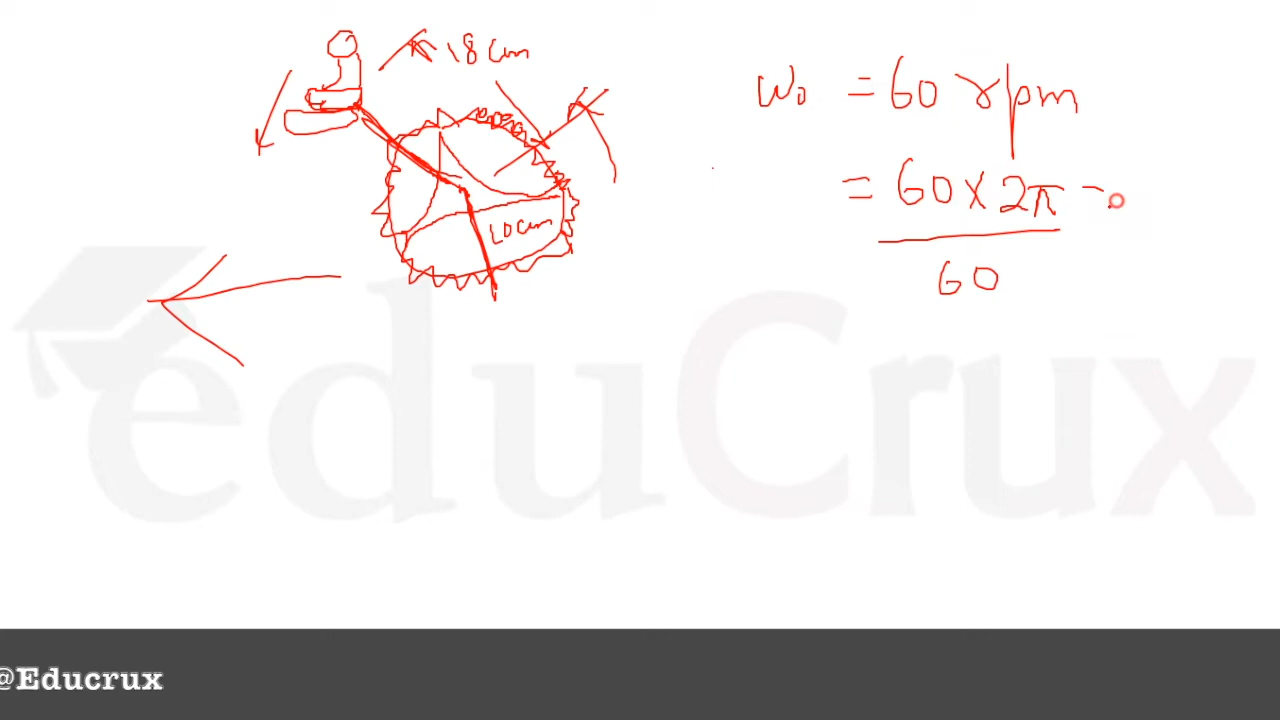 18 cm
10 cm
ω₀ = 60 rpm
= 60 × 2π
60
eduCrux
@Educrux